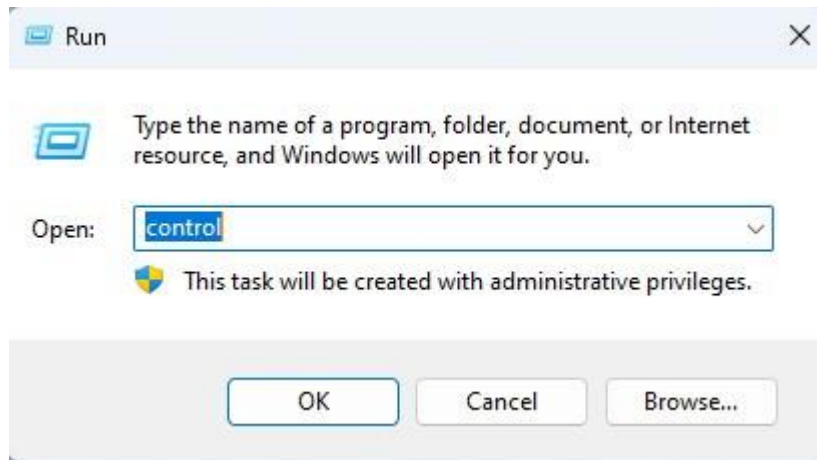 Run
Type the name of a program, folder, document, or Internet
resource, and Windows will open it for you.
Open: control
This task will be created with administrative privileges.
OK Cancel Browse...